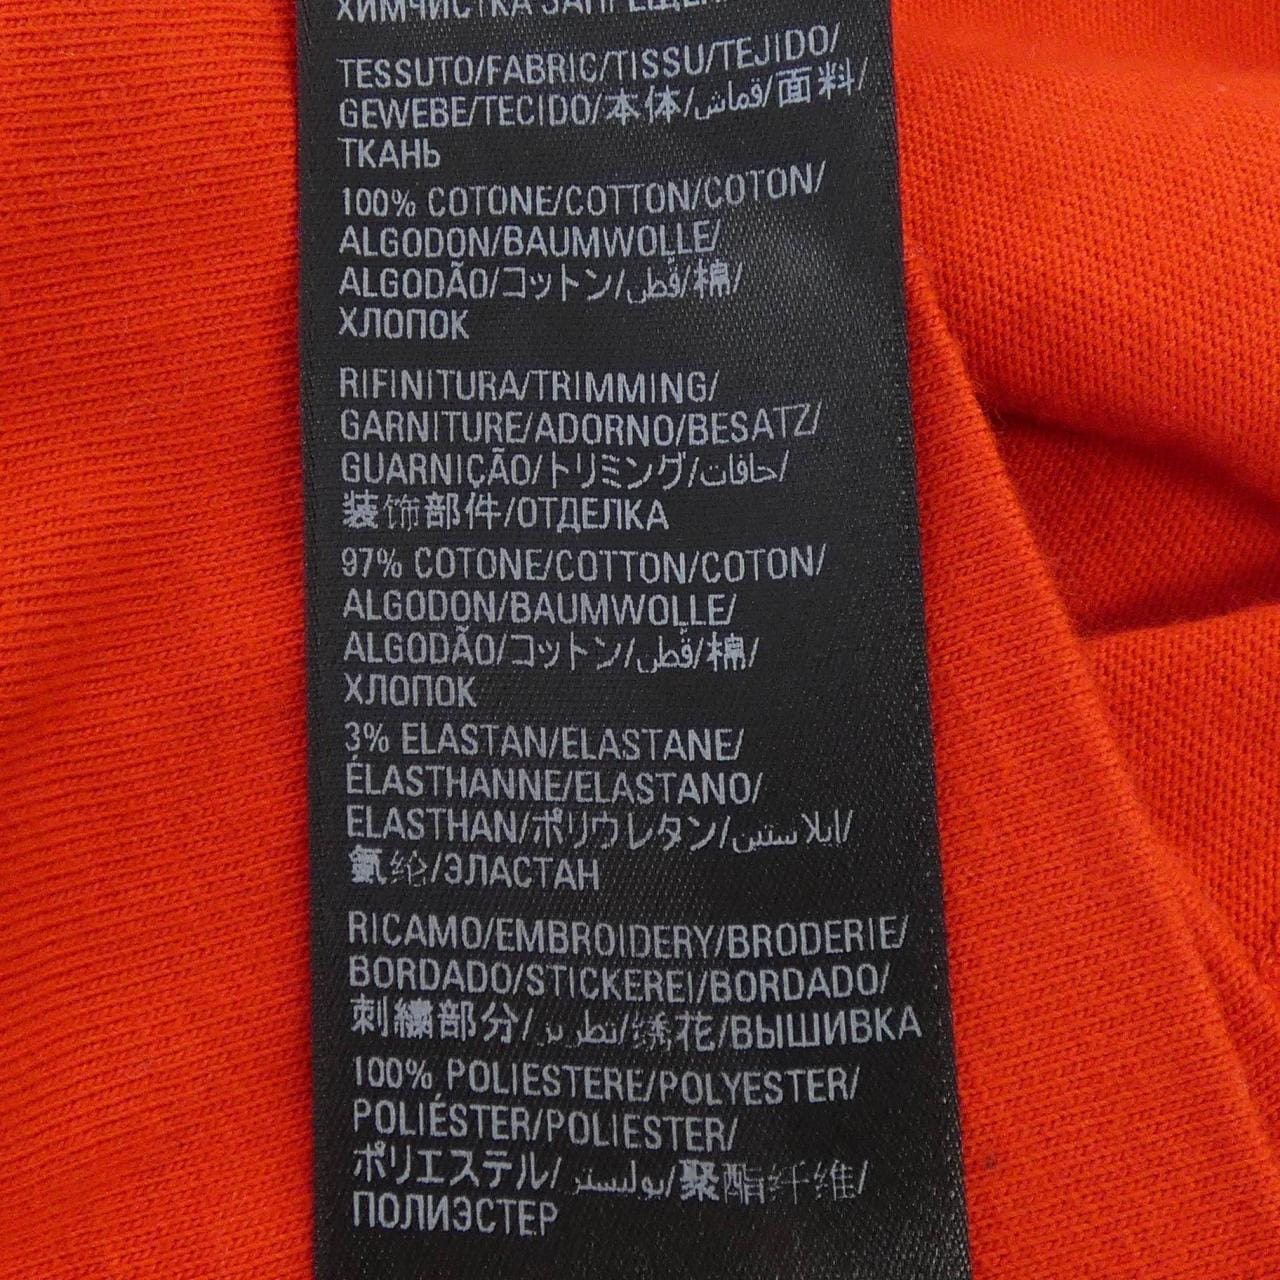 ХИМЧИСТКА ЗАПРЕЩЕНА
TESSUTO/FABRIC/TISSU/TEJIDO/
GEWEBE/TECIDO/本体/قماش/面料/
ТКАНЬ
100% COTONE/COTTON/COTON/
ALGODON/BAUMWOLLE/
ALGODÃO/コットン/قطن/棉/
ХЛОПОК
RIFINITURA/TRIMMING/
GARNITURE/ADORNO/BESATZ/
GUARNIÇÃO/トリミング/حافات/
装饰部件/ОТДЕЛКА
97% COTONE/COTTON/COTON/
ALGODON/BAUMWOLLE/
ALGODÃO/コットン/قطن/棉/
ХЛОПОК
3% ELASTAN/ELASTANE/
ÉLASTHANNE/ELASTANO/
ELASTHAN/ポリウレタン/ايلاستين/
氨纶/ЭЛАСТАН
RICAMO/EMBROIDERY/BRODERIE/
BORDADO/STICKEREI/BORDADO/
刺繍部分/تطريز/绣花/ВЫШИВКА
100% POLIESTERE/POLYESTER/
POLIÉSTER/POLIESTER/
ポリエステル/بوليستر/聚酯纤维/
ПОЛИЭСТЕР